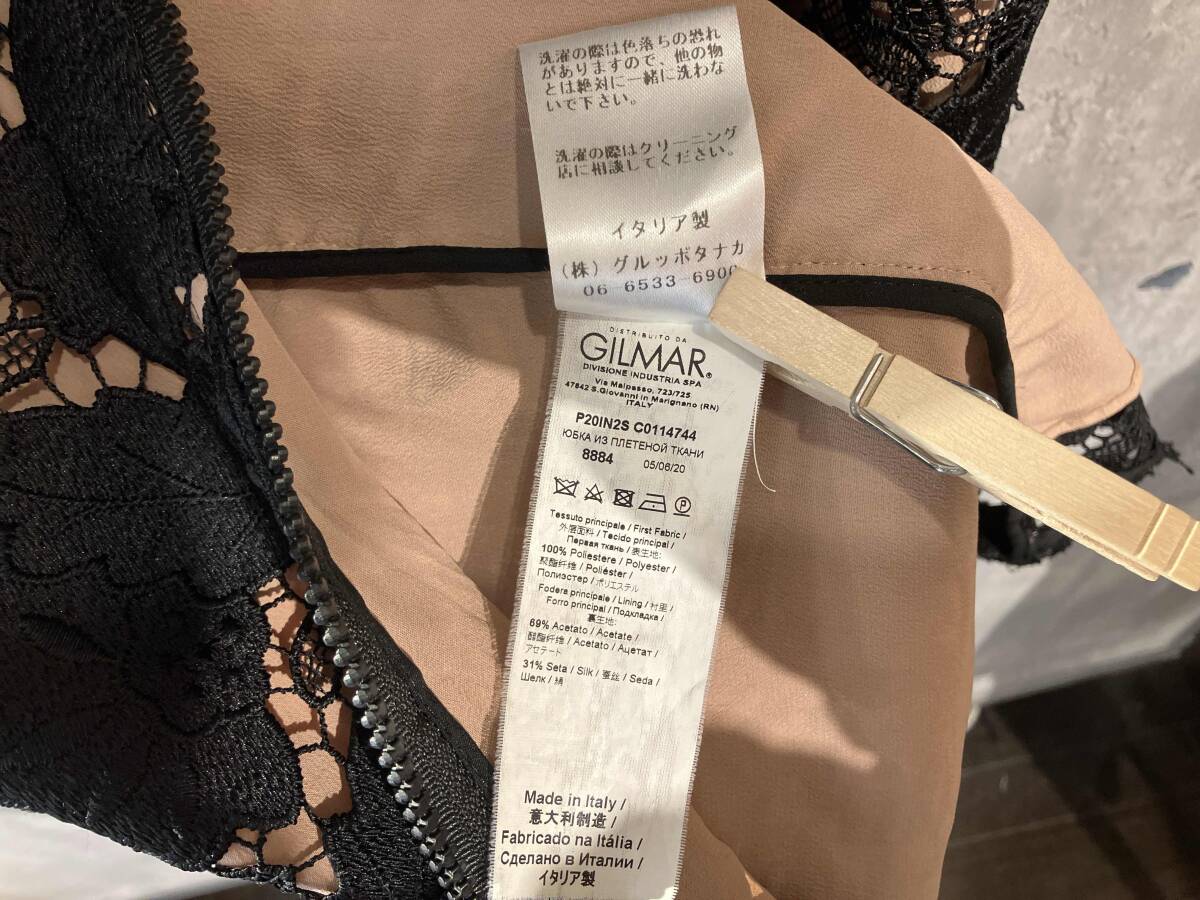 洗濯の際は色落ちの恐れ
がありますので、他の物
とは絶対に一緒に洗わな
いで下さい。
洗濯の際はクリーニング
店に相談してください。
イタリア製
（株）グルッボタナカ
06 6533 6900
DISTRIBUITO DA
GILMAR®
DIVISIONE INDUSTRIA SPA
Via Malpasso, 723/725
47842 S.Giovanni in Marignano (RN)
ITALY
P20IN2S C0114744
ЮБКА ИЗ ПЛЕТЕНОЙ ТКАНИ
8884 05/06/20
Tessuto principale / First Fabric /
外层面料 / Tecido principal /
Первая ткань / 表生地:
100% Poliestere / Polyester /
聚酯纤维 / Poliéster /
Полиэстер / ポリエステル
Fodera principale / Lining / 衬里 /
Forro principal / Подкладка /
裏生地:
69% Acetato / Acetate /
醋酯纤维 / Acetato / Ацетат /
アセテート
31% Seta / Silk / 蚕丝 / Seda /
Шелк / 絹
Made in Italy /
意大利制造 /
Fabricado na Itália /
Сделано в Италии /
イタリア製